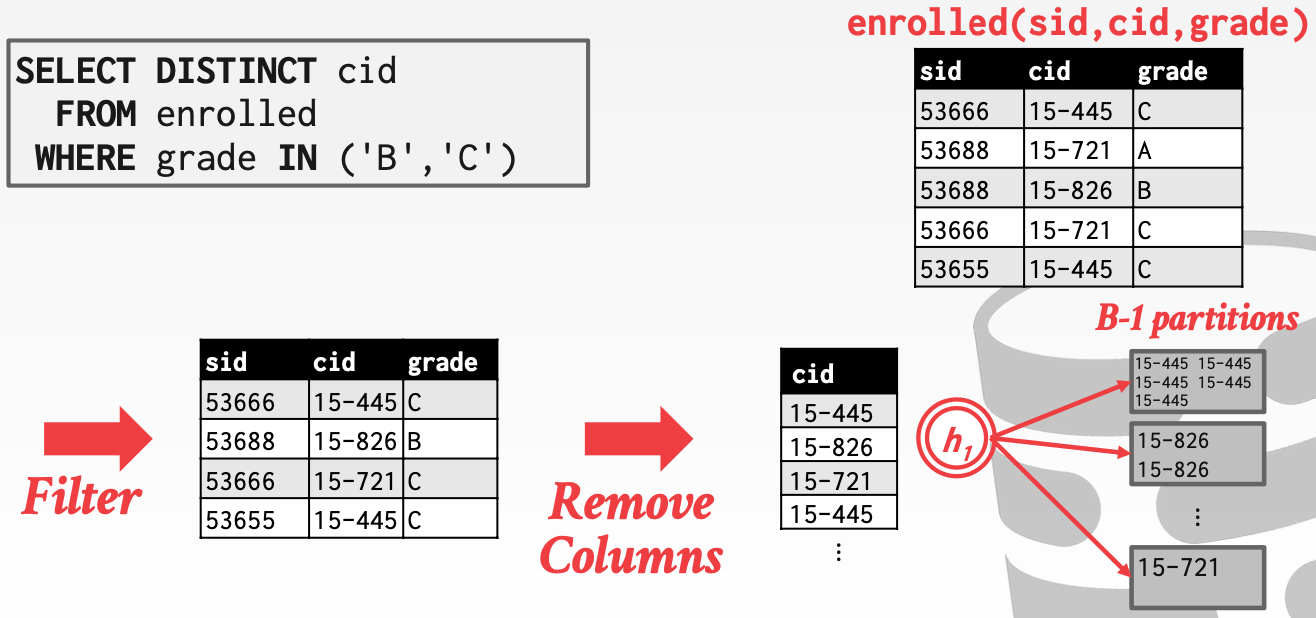 enrolled(sid,cid,grade)
SELECT DISTINCT cid
FROM enrolled
WHERE grade IN ('B','C')
sid cid grade
53666 15-445 C
53688 15-721 A
53688 15-826 B
53666 15-721 C
53655 15-445 C
Filter
sid cid grade
53666 15-445 C
53688 15-826 B
53666 15-721 C
53655 15-445 C
Remove
Columns
cid
15-445
15-826
15-721
15-445
⋮
h1
B-1 partitions
15-445 15-445
15-445 15-445
15-445
15-826
15-826
⋮
15-721